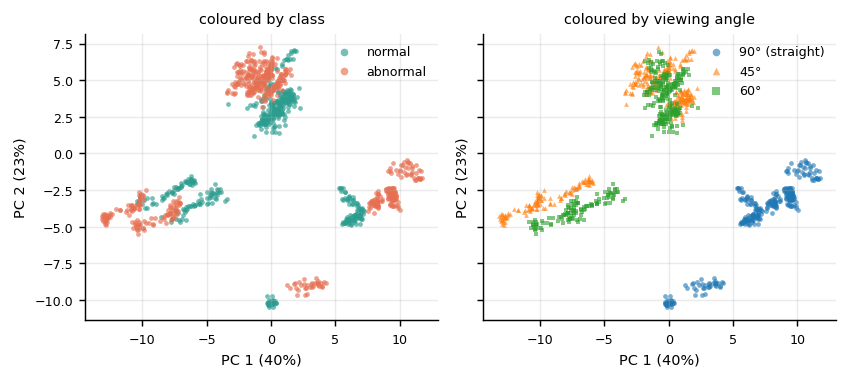 coloured by class
coloured by viewing angle
7.5
5.0
2.5
0.0
−2.5
−5.0
−7.5
−10.0
PC 2 (23%)
normal
abnormal
−10
−5
0
5
10
PC 1 (40%)
PC 2 (23%)
90° (straight)
45°
60°
−10
−5
0
5
10
PC 1 (40%)